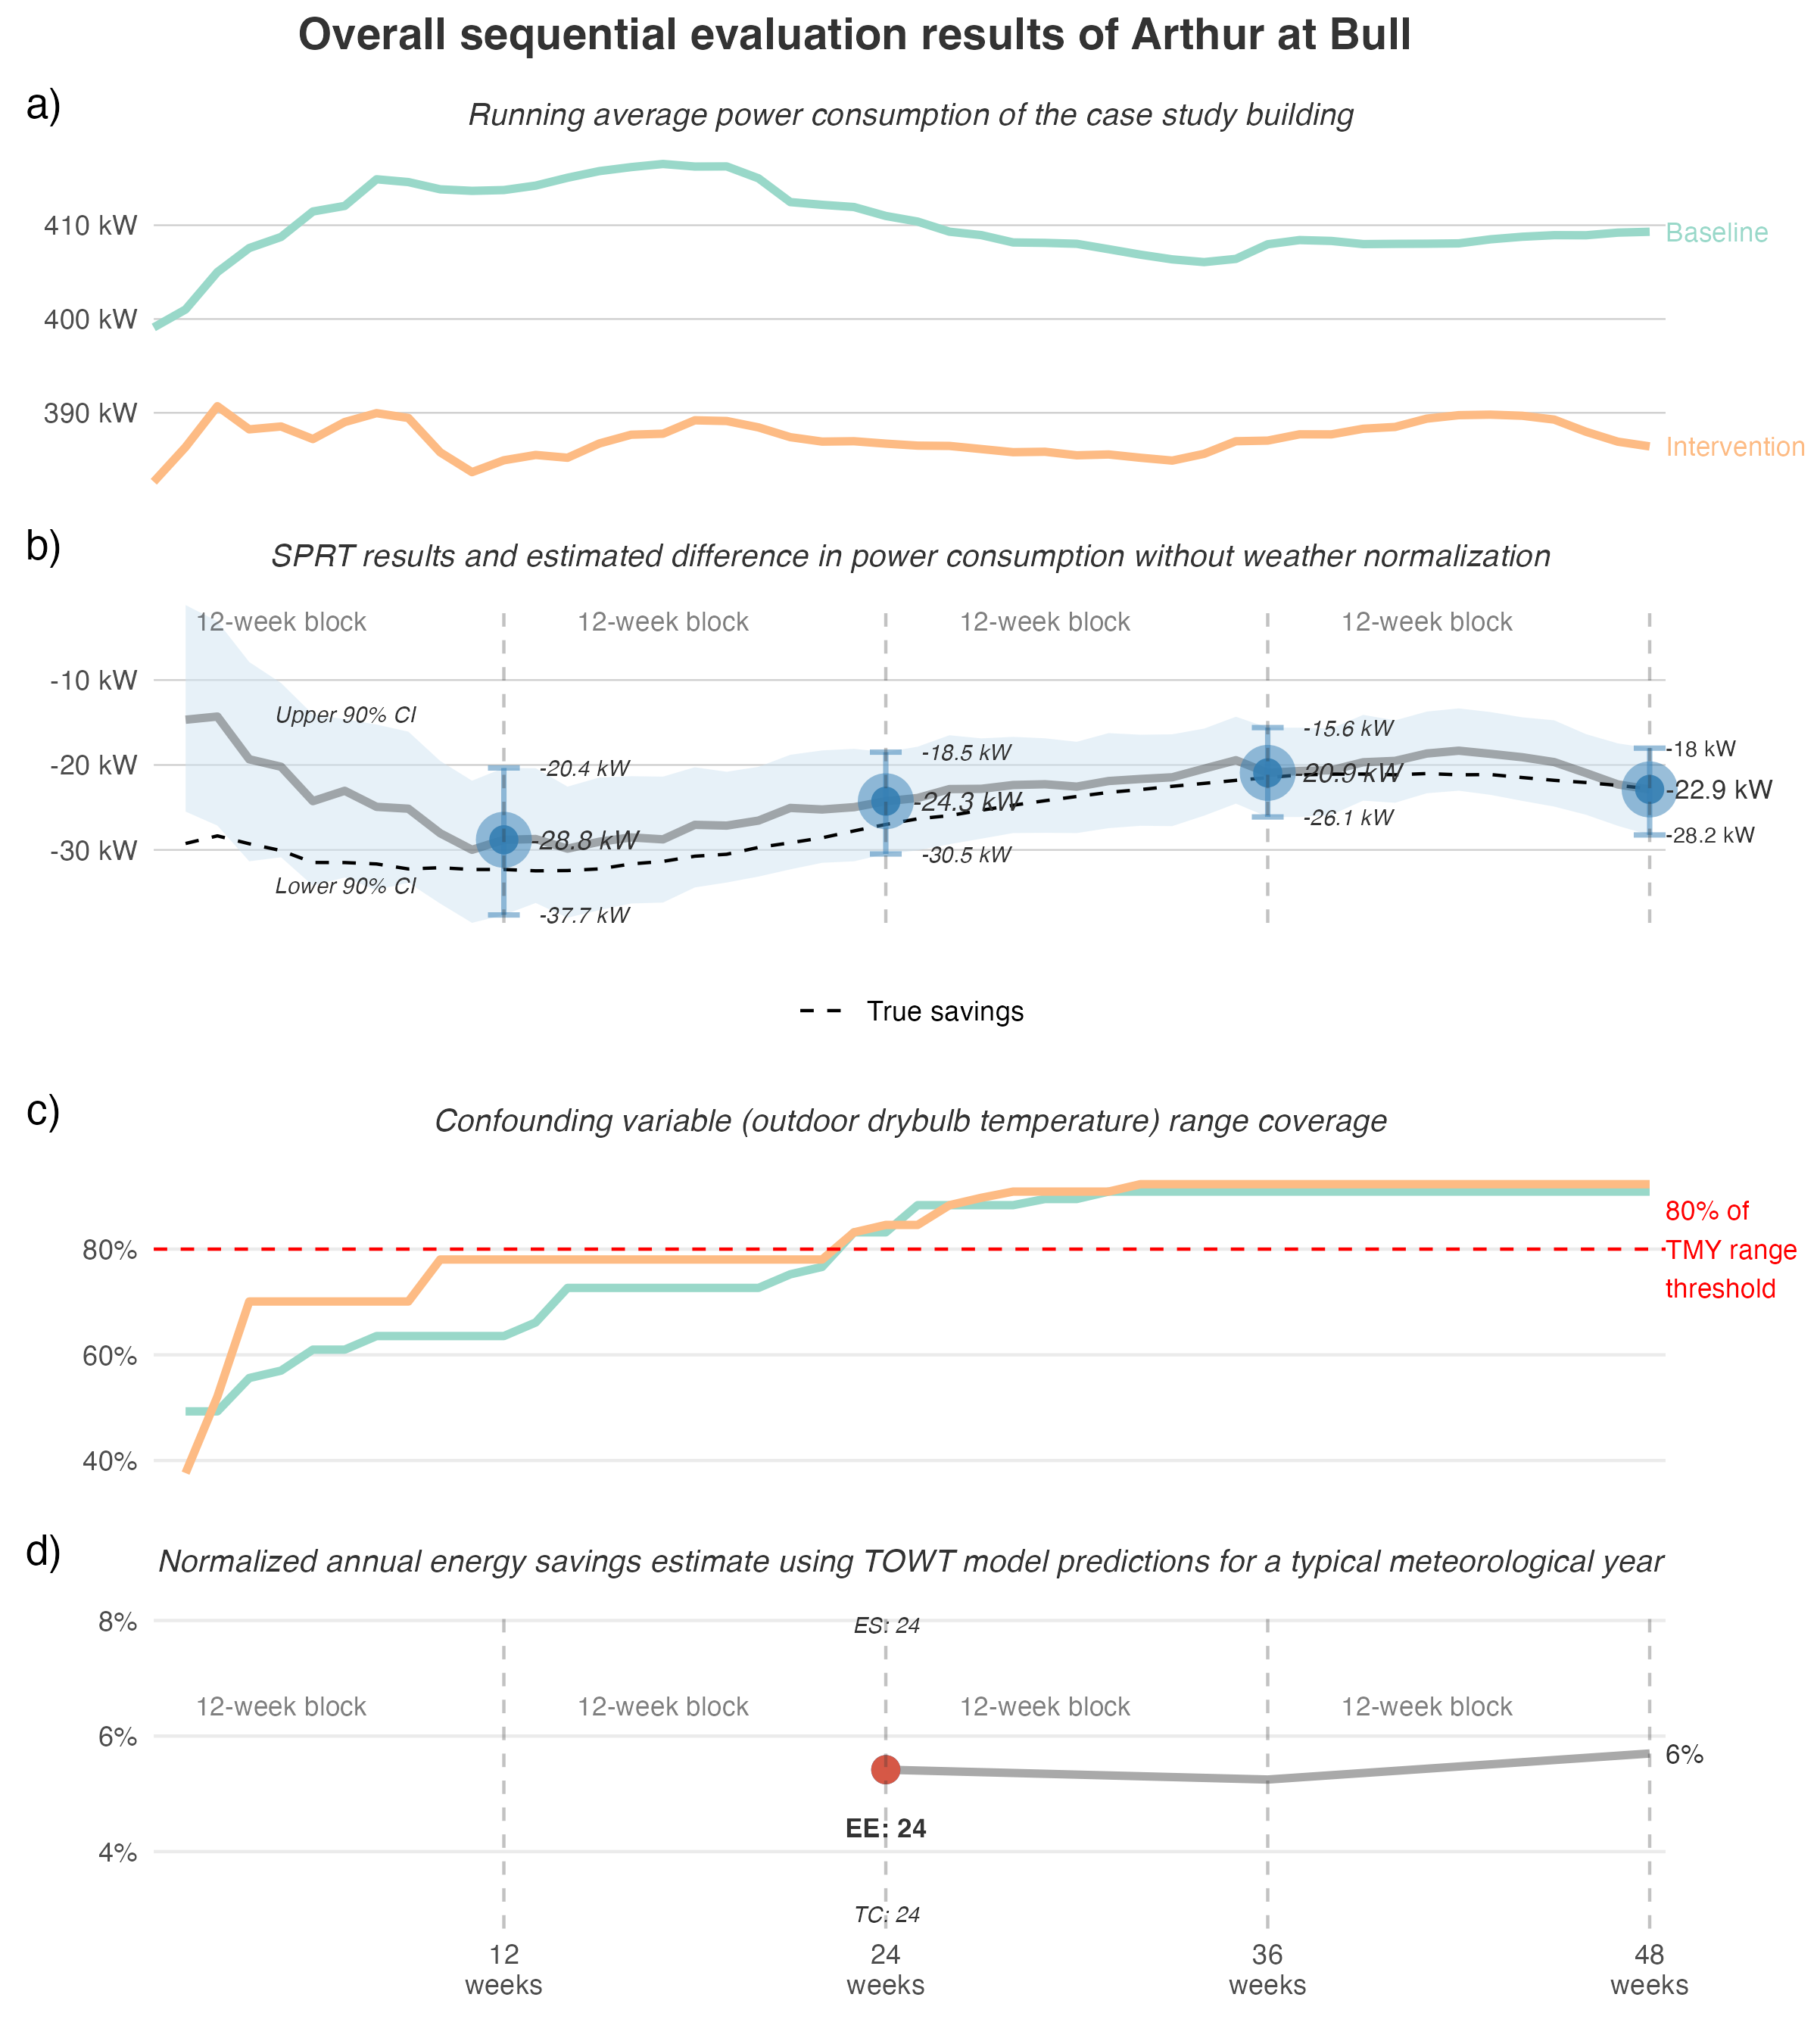 Overall sequential evaluation results of Arthur at Bull
a)
Running average power consumption of the case study building
410 kW
Baseline
400 kW
390 kW
Intervention
b)
SPRT results and estimated difference in power consumption without weather normalization
12-week block 12-week block 12-week block 12-week block
-10 kW
Upper 90% CI
-15.6 kW
-18.5 kW
-18 kW
-20 kW
-20.4 kW
-20.9 kW
-22.9 kW
-24.3 kW
-26.1 kW
-28.2 kW
-28.8 kW
-30 kW
-30.5 kW
Lower 90% CI
-37.7 kW
True savings
c)
Confounding variable (outdoor drybulb temperature) range coverage
80% of
TMY range
threshold
80%
60%
40%
d)
Normalized annual energy savings estimate using TOWT model predictions for a typical meteorological year
8%
ES: 24
12-week block 12-week block 12-week block 12-week block
6%
6%
EE: 24
4%
TC: 24
12
weeks
24
weeks
36
weeks
48
weeks